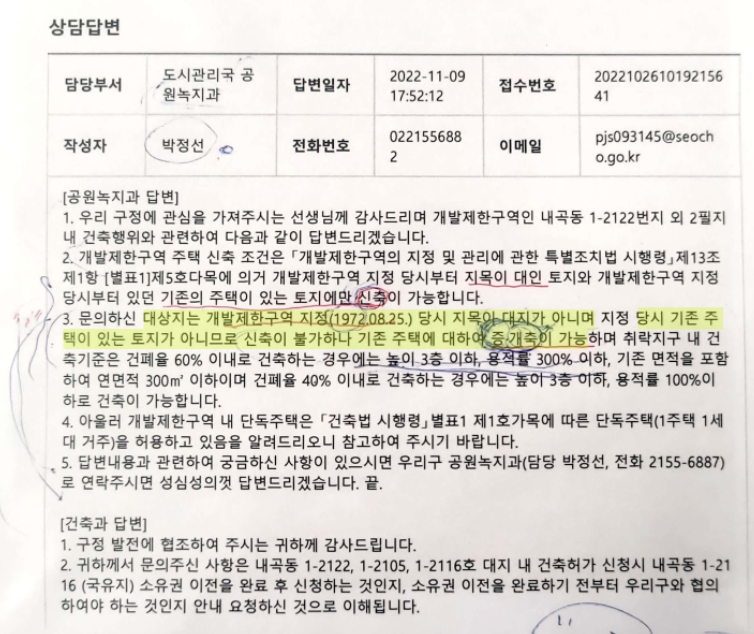 상담답변
담당부서 도시관리국 공원녹지과 답변일자 2022-11-09 17:52:12 접수번호 2022102610192156 41
작성자 박정선 전화번호 022155688 2 이메일 pjs093145@seocho.go.kr
[공원녹지과 답변]
1. 우리 구정에 관심을 가져주시는 선생님께 감사드리며 개발제한구역인 내곡동 1-2122번지 외 2필지
내 건축행위와 관련하여 다음과 같이 답변드리겠습니다.
2. 개발제한구역 주택 신축 조건은 「개발제한구역의 지정 및 관리에 관한 특별조치법 시행령」제13조
제1항 [별표1]제5호다목에 의거 개발제한구역 지정 당시부터 지목이 대인 토지와 개발제한구역 지정
당시부터 있던 기존의 주택이 있는 토지에만 신축이 가능합니다.
3. 문의하신 대상지는 개발제한구역 지정(1972.08.25.) 당시 지목이 대지가 아니며 지정 당시 기존 주
택이 있는 토지가 아니므로 신축이 불가하나 기존 주택에 대하여 증,개축이 가능하며 취락지구 내 건
축기준은 건폐율 60% 이내로 건축하는 경우에는 높이 3층 이하, 용적률 300% 이하, 기존 면적을 포함
하여 연면적 300㎡ 이하이며 건폐율 40% 이내로 건축하는 경우에는 높이 3층 이하, 용적률 100%이
하로 건축이 가능합니다.
4. 아울러 개발제한구역 내 단독주택은 「건축법 시행령」별표1 제1호가목에 따른 단독주택(1주택 1세
대 거주)을 허용하고 있음을 알려드리오니 참고하여 주시기 바랍니다.
5. 답변내용과 관련하여 궁금하신 사항이 있으시면 우리구 공원녹지과(담당 박정선, 전화 2155-6887)
로 연락주시면 성심성의껏 답변드리겠습니다. 끝.
[건축과 답변]
1. 구정 발전에 협조하여 주시는 귀하께 감사드립니다.
2. 귀하께서 문의주신 사항은 내곡동 1-2122, 1-2105, 1-2116호 대지 내 건축허가 신청시 내곡동 1-21
16 (국유지) 소유권 이전을 완료 후 신청하는 것인지, 소유권 이전을 완료하기 전부터 우리구와 협의
하여야 하는 것인지 안내 요청하신 것으로 이해됩니다.